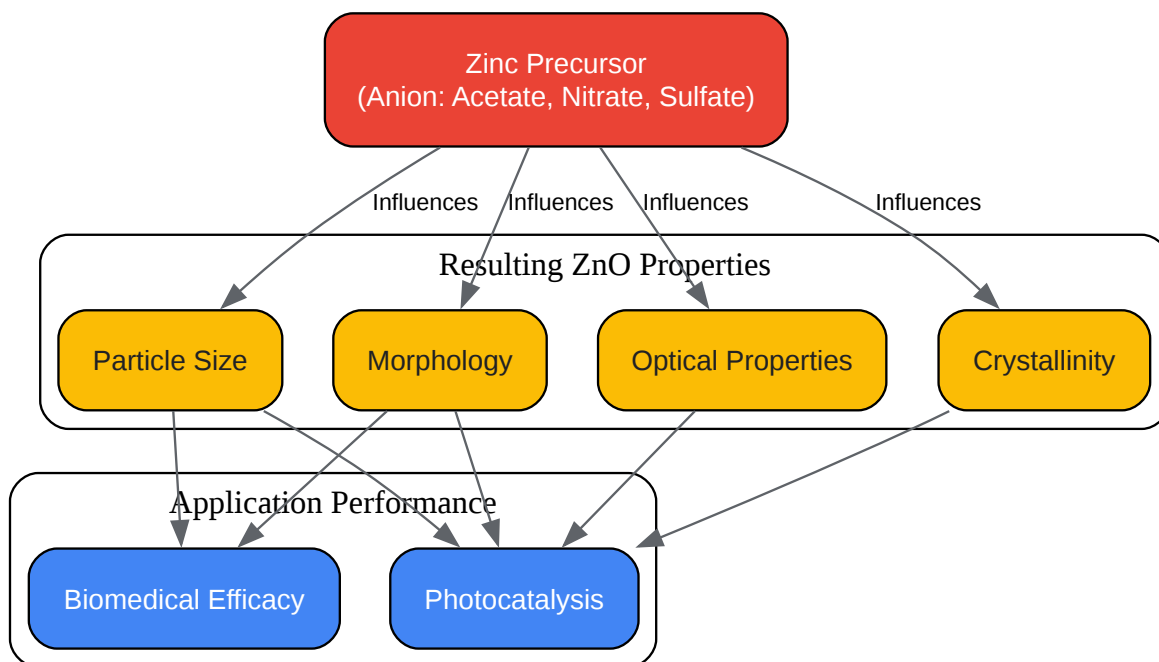 Zinc Precursor
(Anion: Acetate, Nitrate, Sulfate)
Influences
Influences
Influences
Influences
Resulting ZnO Properties
Particle Size
Morphology
Optical Properties
Crystallinity
Application Performance
Biomedical Efficacy
Photocatalysis